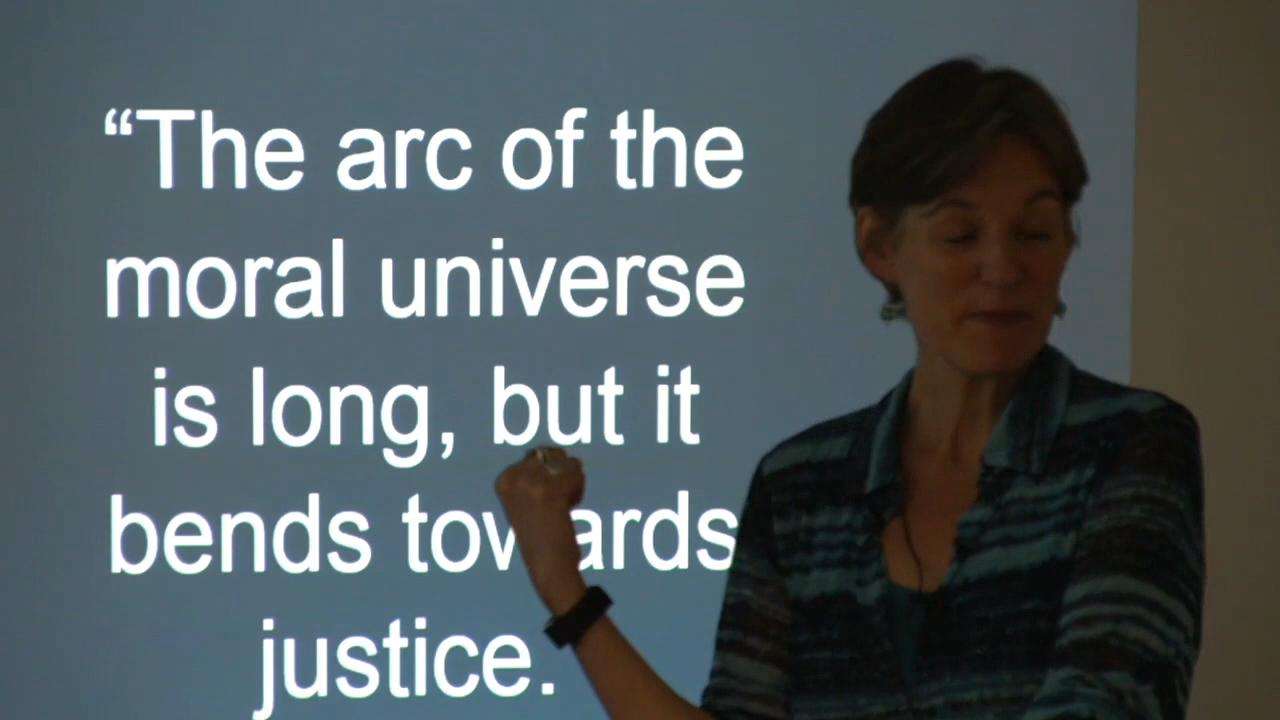 “The arc of the
moral universe
is long, but it
bends towards
justice.